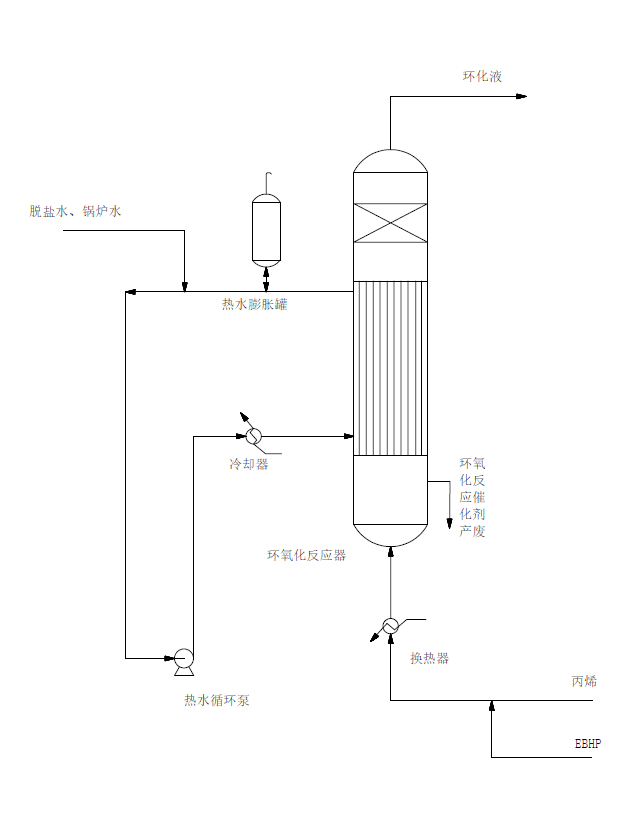 环化液
脱盐水、锅炉水
热水膨胀罐
冷却器
环氧
化反
应催
化剂
产废
环氧化反应器
换热器
丙烯
热水循环泵
EBHP